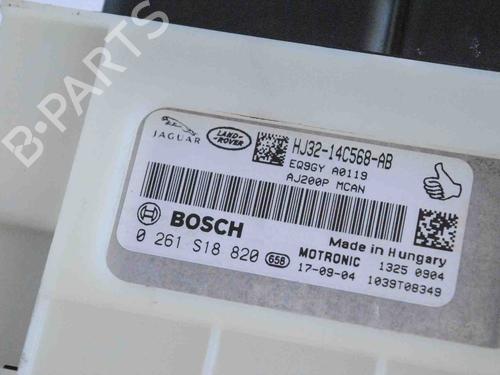 B-PARTS
JAGUAR
LAND-
ROVER
HJ32-14C568-AB
EQ9GY A0119
AJ200P MCAN
BOSCH
0 261 S18 820 658
Made in Hungary
MOTRONIC 1325 0904
17-09-04 1039T08349